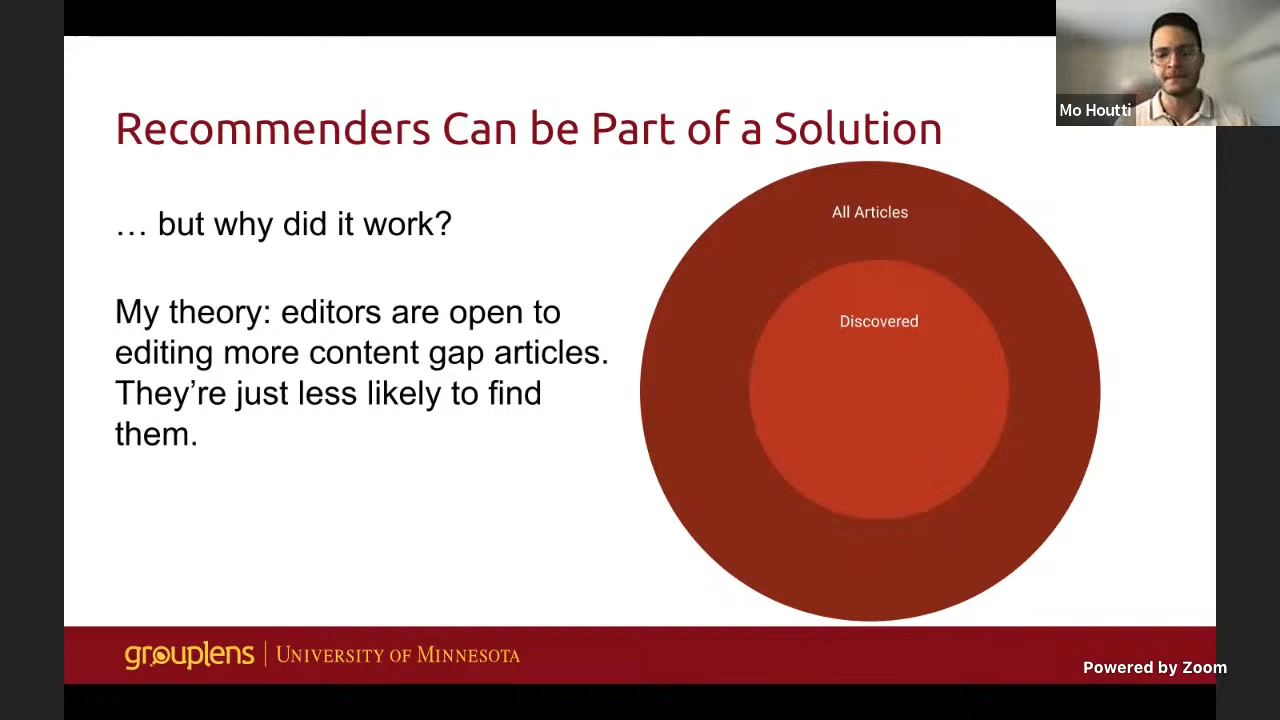 Mo Houtti
Recommenders Can be Part of a Solution
… but why did it work?
My theory: editors are open to
editing more content gap articles.
They’re just less likely to find
them.
All Articles
Discovered
grouplens | UNIVERSITY OF MINNESOTA
Powered by Zoom